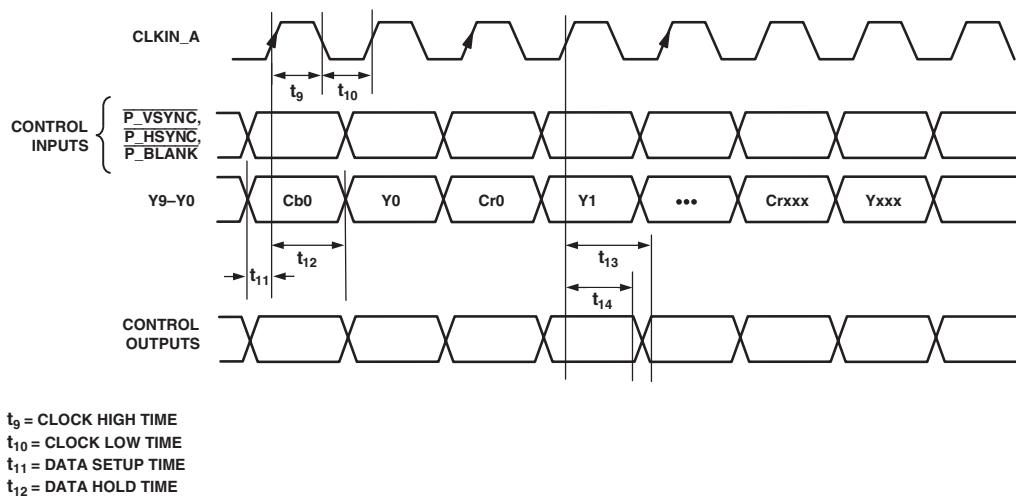 CLKIN_A
t9
t10
CONTROL
INPUTS
P_VSYNC,
P_HSYNC,
P_BLANK
Y9–Y0
Cb0
Y0
Cr0
Y1
•••
Crxxx
Yxxx
t11
t12
t13
t14
CONTROL
OUTPUTS
t9 = CLOCK HIGH TIME
t10 = CLOCK LOW TIME
t11 = DATA SETUP TIME
t12 = DATA HOLD TIME